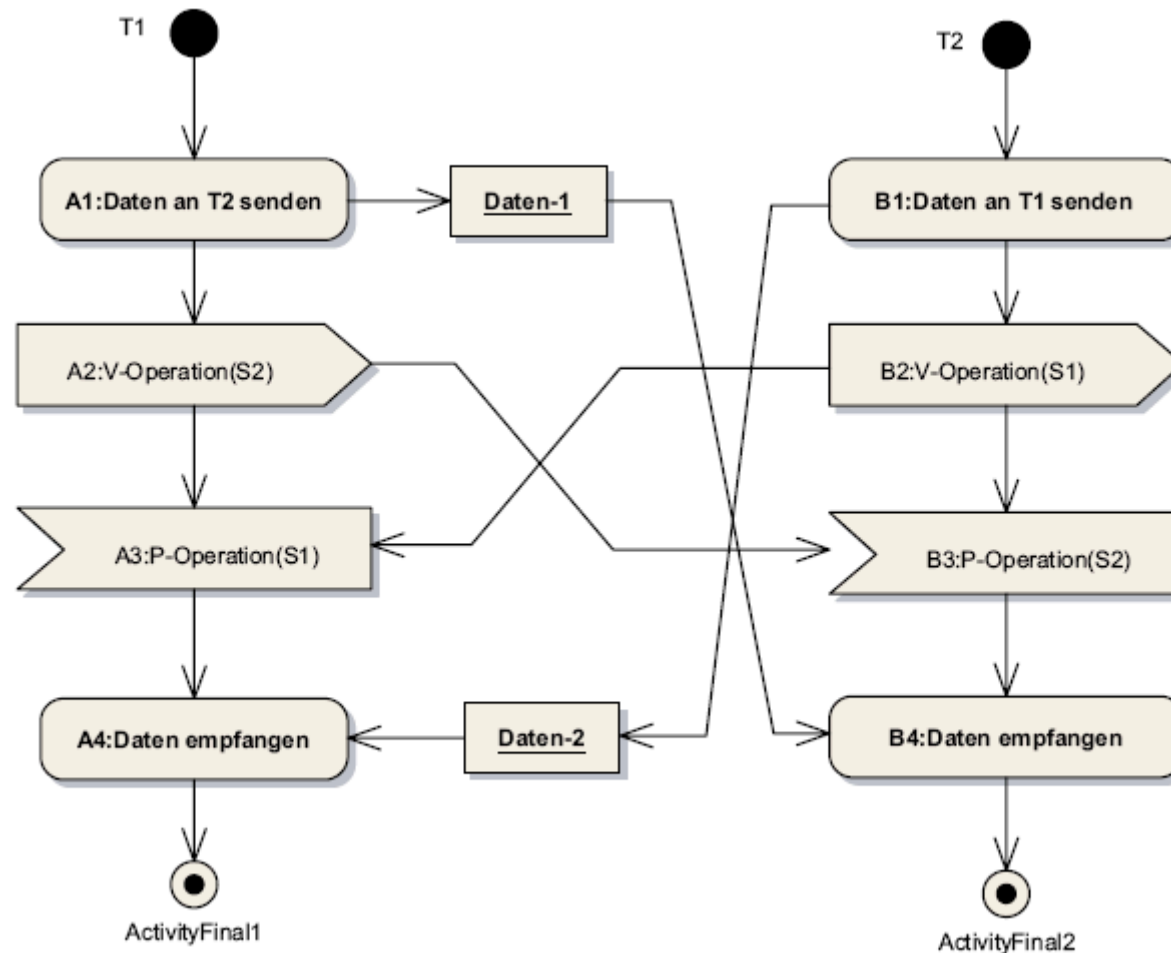 T1
T2
A1:Daten an T2 senden
Daten-1
B1:Daten an T1 senden
A2:V-Operation(S2)
B2:V-Operation(S1)
A3:P-Operation(S1)
B3:P-Operation(S2)
A4:Daten empfangen
Daten-2
B4:Daten empfangen
ActivityFinal1
ActivityFinal2